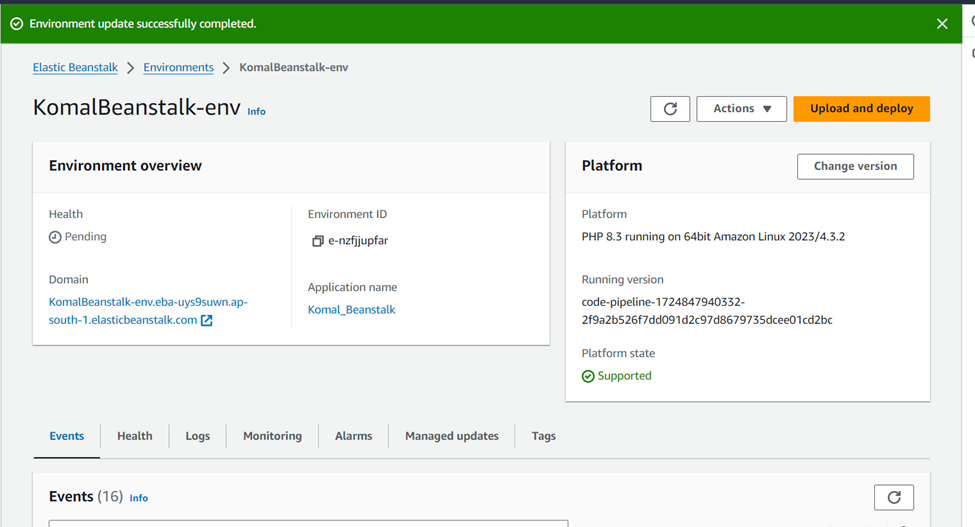 Environment update successfully completed.
Elastic Beanstalk > Environments > KomalBeanstalk-env
KomalBeanstalk-env Info
Actions
Upload and deploy
Environment overview
Health
Pending
Environment ID
e-nzfjjupfar
Domain
KomalBeanstalk-env.eba-uys9suwn.ap-
south-1.elasticbeanstalk.com
Application name
Komal_Beanstalk
Platform
Change version
Platform
PHP 8.3 running on 64bit Amazon Linux 2023/4.3.2
Running version
code-pipeline-1724847940332-
2f9a2b526f7dd091d2c97d8679735dcee01cd2bc
Platform state
Supported
Events Health Logs Monitoring Alarms Managed updates Tags
Events (16) Info